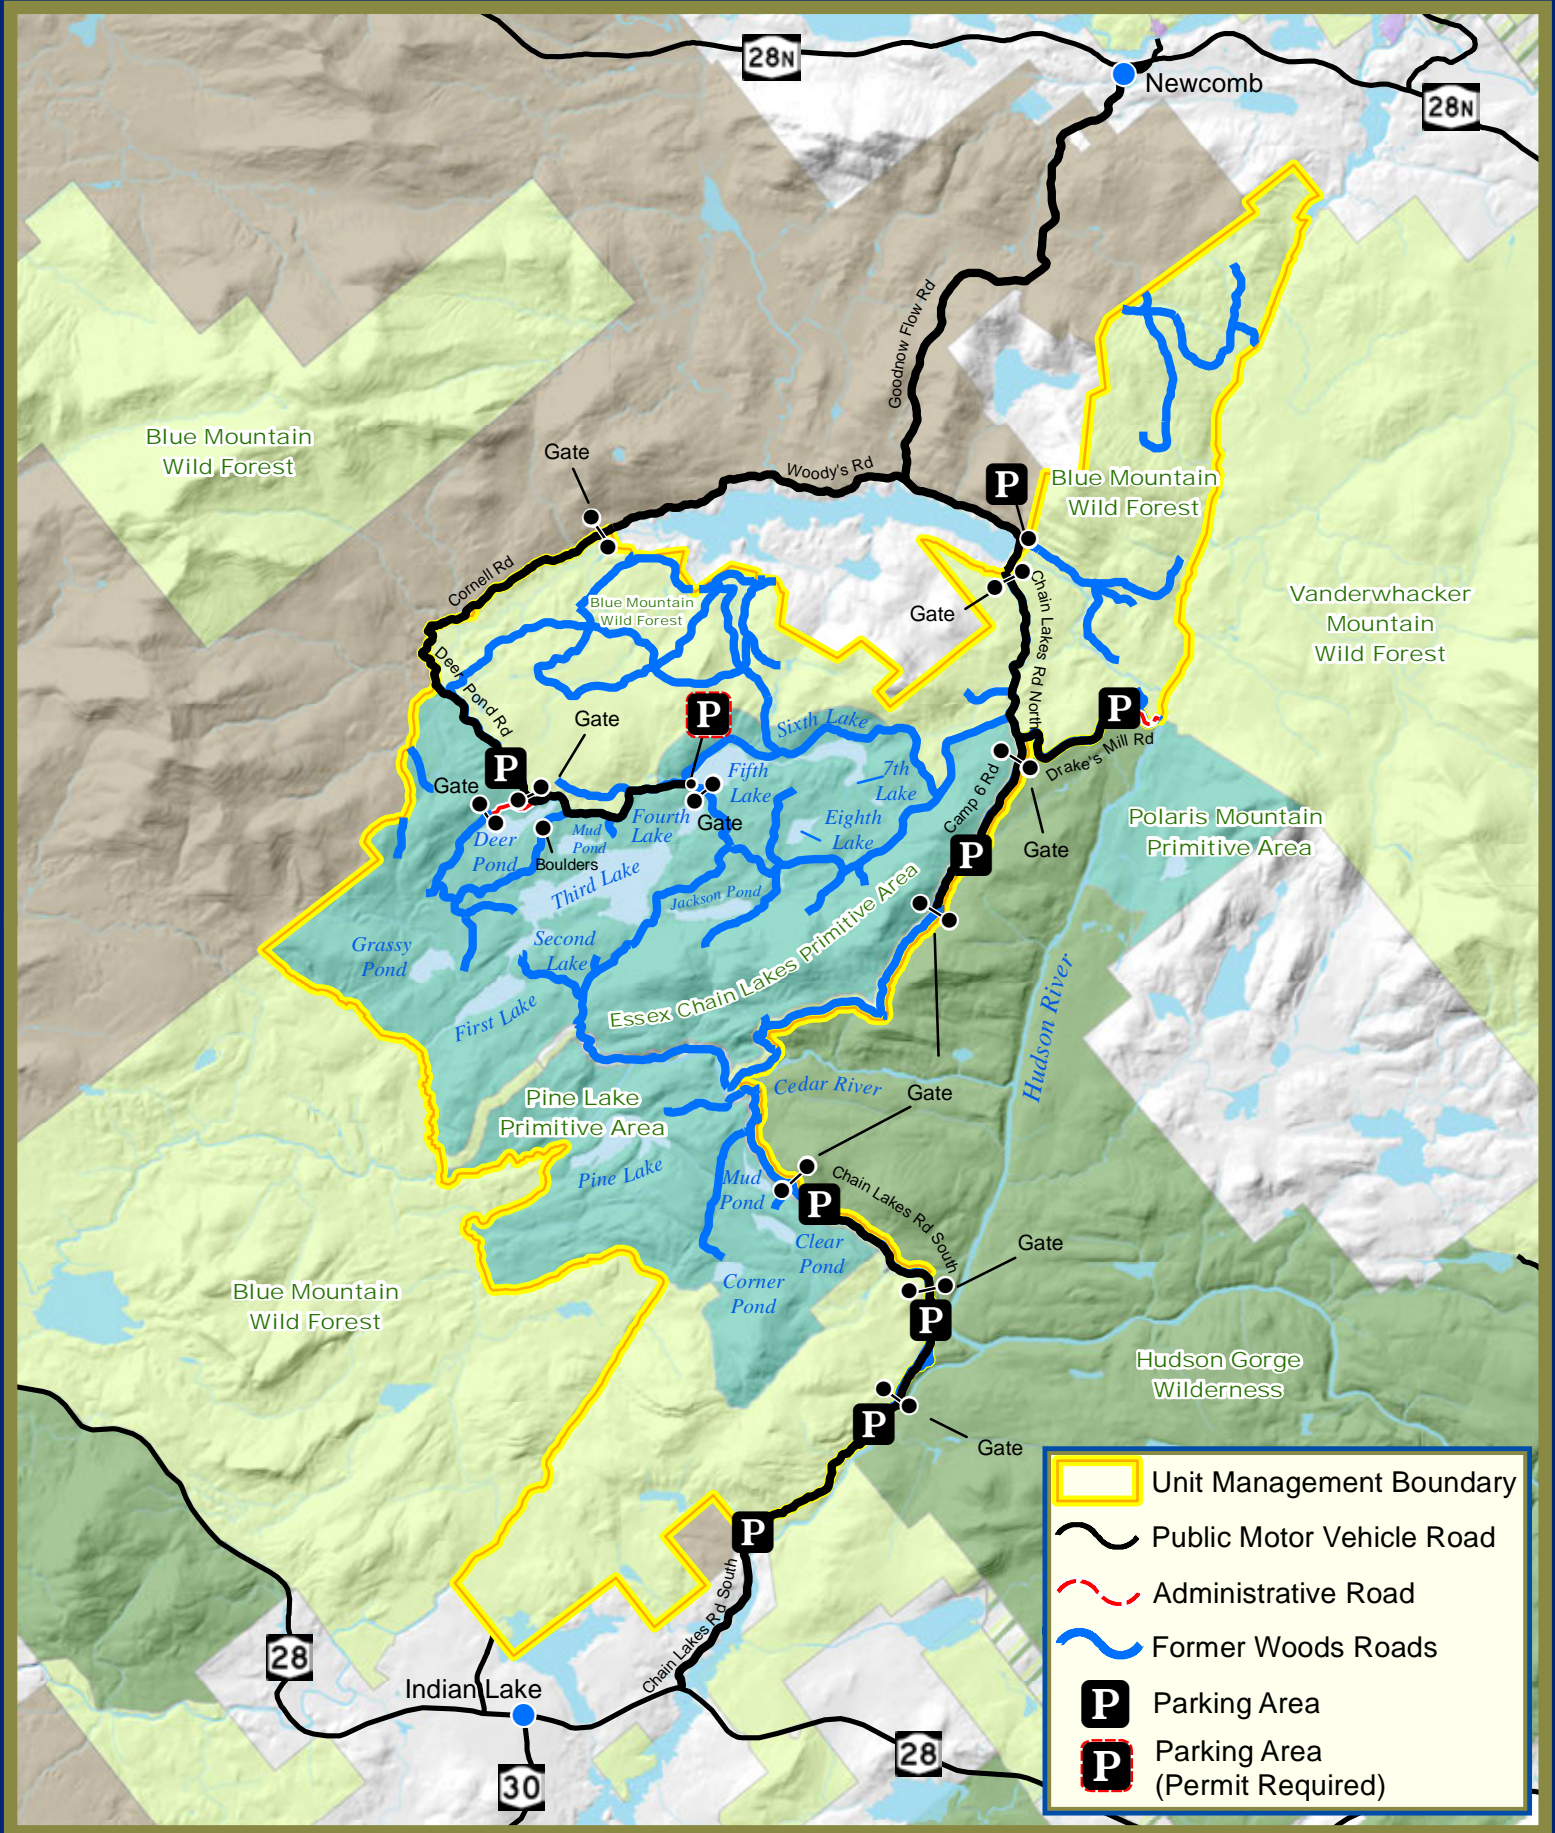 28N
Newcomb
28N
Goodnow Flow Rd
Blue Mountain
Wild Forest
Gate
Woody's Rd
P
Blue Mountain
Wild Forest
Cornell Rd
Blue Mountain
Wild Forest
Gate
Chain Lakes Rd North
Vanderwhacker
Mountain
Wild Forest
Deer Pond Rd
Gate
P
Sixth Lake
P
Drake's Mill Rd
P
Gate
Fifth
Lake
7th
Lake
Camp 6 Rd
Fourth
Lake
Gate
Eighth
Lake
Mud
Pond
Deer
Pond
Boulders
P
Gate
Polaris Mountain
Primitive Area
Third Lake
Jackson Pond
Essex Chain Lakes Primitive Area
Grassy
Pond
Second
Lake
First Lake
Hudson River
Pine Lake
Primitive Area
Cedar River
Gate
Pine Lake
Mud
Pond
P
Chain Lakes Rd South
Clear
Pond
Gate
Corner
Pond
P
Blue Mountain
Wild Forest
Hudson Gorge
Wilderness
P
Gate
P
Chain Lakes Rd South
28
Indian Lake
28
30
Unit Management Boundary
Public Motor Vehicle Road
Administrative Road
Former Woods Roads
P
Parking Area
P
Parking Area
(Permit Required)